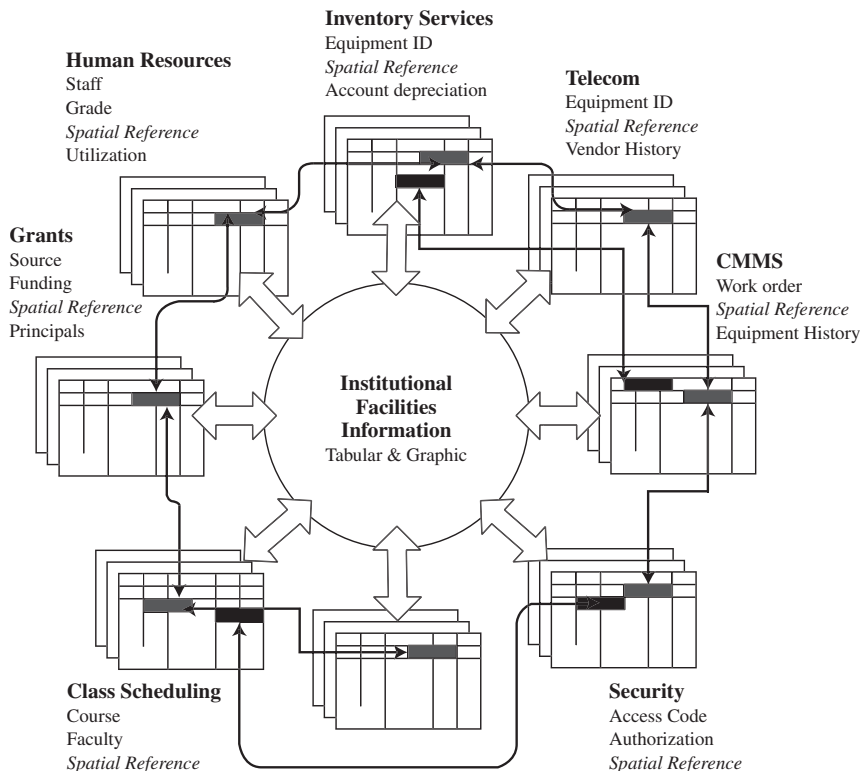 Inventory Services
Equipment ID
Spatial Reference
Account depreciation
Human Resources
Staff
Grade
Spatial Reference
Utilization
Telecom
Equipment ID
Spatial Reference
Vendor History
Grants
Source
Funding
Spatial Reference
Principals
CMMS
Work order
Spatial Reference
Equipment History
Institutional
Facilities
Information
Tabular & Graphic
Class Scheduling
Course
Faculty
Spatial Reference
Security
Access Code
Authorization
Spatial Reference